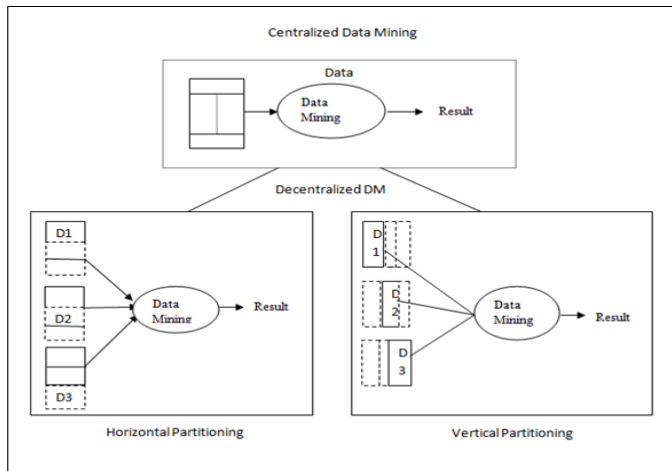 Centralized Data Mining
Data
Data
Mining
Result
Decentralized DM
D1
D2
D3
Data
Mining
Result
D
1
D
2
D
3
Data
Mining
Result
Horizontal Partitioning
Vertical Partitioning